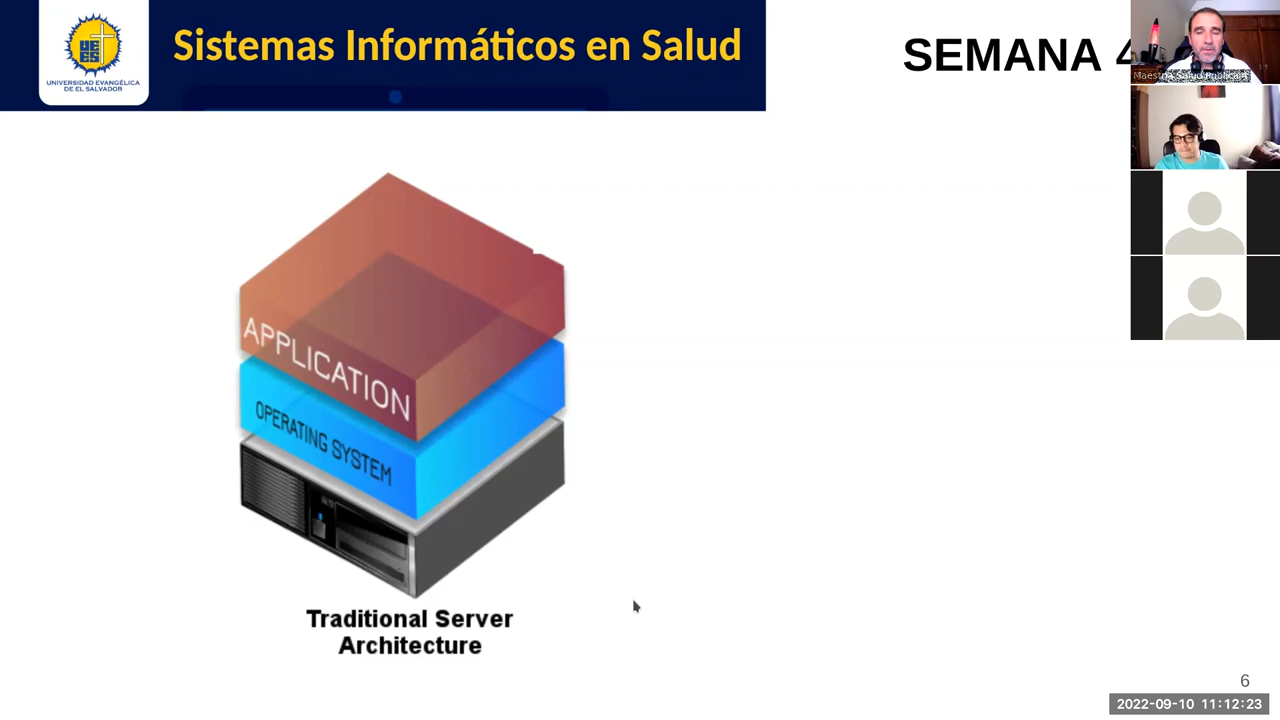 Sistemas Informáticos en Salud
UNIVERSIDAD EVANGÉLICA
DE EL SALVADOR
SEMANA 4
APPLICATION
OPERATING SYSTEM
Traditional Server
Architecture
6
2022-09-10 11:12:23